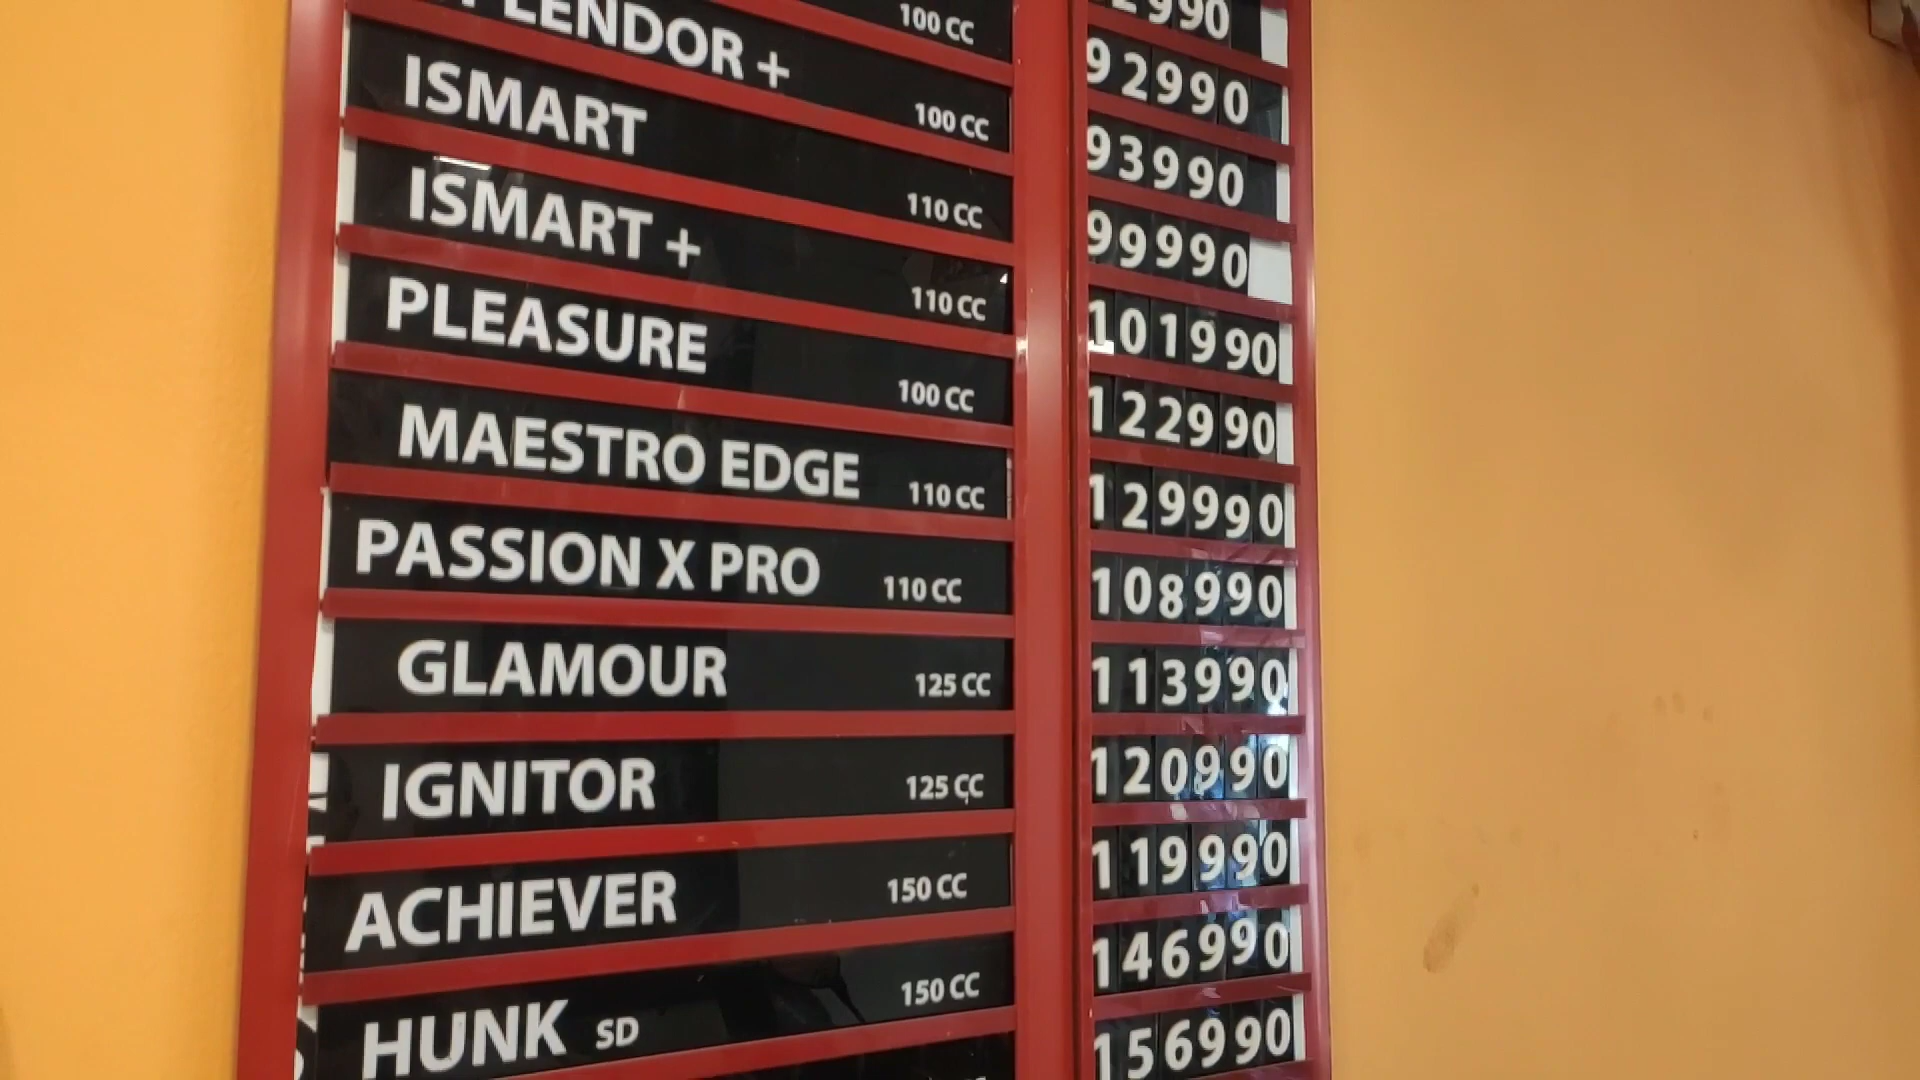 2990
100 CC 92990
SPLENDOR + 100 CC 93990
ISMART 110 CC 99990
ISMART + 110 CC 101990
PLEASURE 100 CC 122990
MAESTRO EDGE 110 CC 129990
PASSION X PRO 110 CC 108990
GLAMOUR 125 CC 113990
IGNITOR 125 CC 120990
ACHIEVER 150 CC 119990
HUNK SD 150 CC 146990
156990